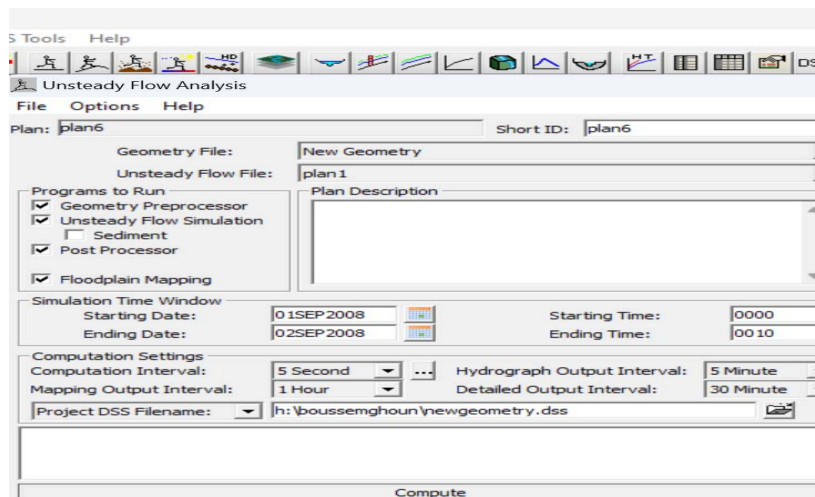 S Tools Help
HD HT DS
Unsteady Flow Analysis
File Options Help
Plan: plan6 Short ID: plan6
Geometry File: New Geometry
Unsteady Flow File: plan1
Programs to Run Plan Description
Geometry Preprocessor
Unsteady Flow Simulation
Sediment
Post Processor
Floodplain Mapping
Simulation Time Window
Starting Date: 01SEP2008 Starting Time: 0000
Ending Date: 02SEP2008 Ending Time: 0010
Computation Settings
Computation Interval: 5 Second ... Hydrograph Output Interval: 5 Minute
Mapping Output Interval: 1 Hour Detailed Output Interval: 30 Minute
Project DSS Filename: h:\boussemghoun\newgeometry.dss
Compute